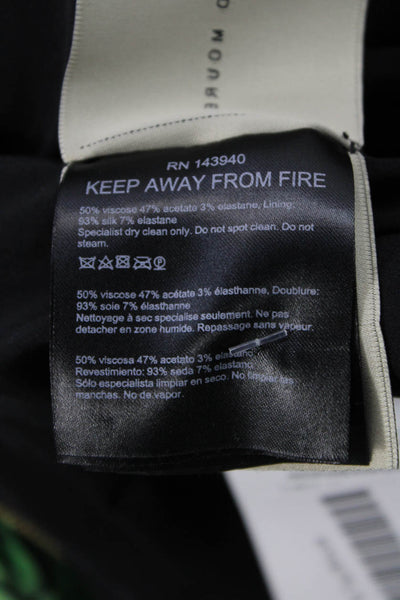 MOURE
RN 143940
KEEP AWAY FROM FIRE
50% viscose 47% acetate 3% elastane, Lining:
93% silk 7% elastane
Specialist dry clean only. Do not spot clean. Do not
steam.
50% viscose 47% acétate 3% élasthanne, Doublure:
93% soie 7% élasthanne
Nettoyage à sec specialise seulement. Ne pas
detacher en zone humide. Repassage sans vapeur.
50% viscosa 47% acetato 3% elastano
Revestimiento: 93% seda 7% elastano
Sólo especialista limpiar en saco. No limpiar las
manchas. No de vapor.